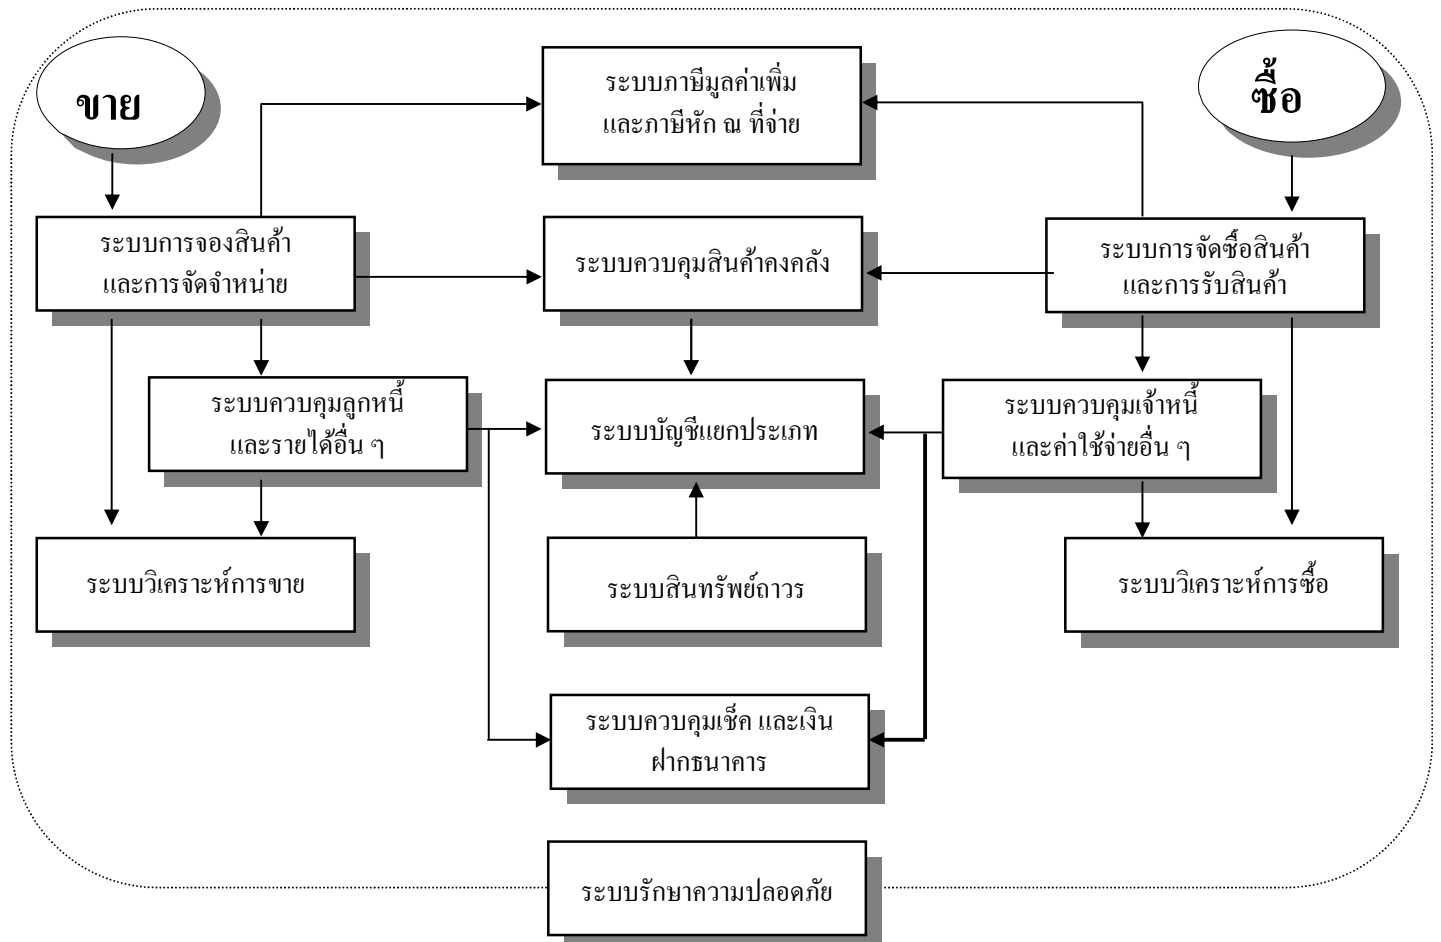 ขาย
ซื้อ
ระบบภาษีมูลค่าเพิ่ม
และภาษีหัก ณ ที่จ่าย
ระบบการจองสินค้า
และการจัดจำหน่าย
ระบบควบคุมสินค้าคงคลัง
ระบบการจัดซื้อสินค้า
และการรับสินค้า
ระบบควบคุมลูกหนี้
และรายได้อื่น ๆ
ระบบบัญชีแยกประเภท
ระบบควบคุมเจ้าหนี้
และค่าใช้จ่ายอื่น ๆ
ระบบวิเคราะห์การขาย
ระบบสินทรัพย์ถาวร
ระบบวิเคราะห์การซื้อ
ระบบควบคุมเช็ค และเงิน
ฝากธนาคาร
ระบบรักษาความปลอดภัย